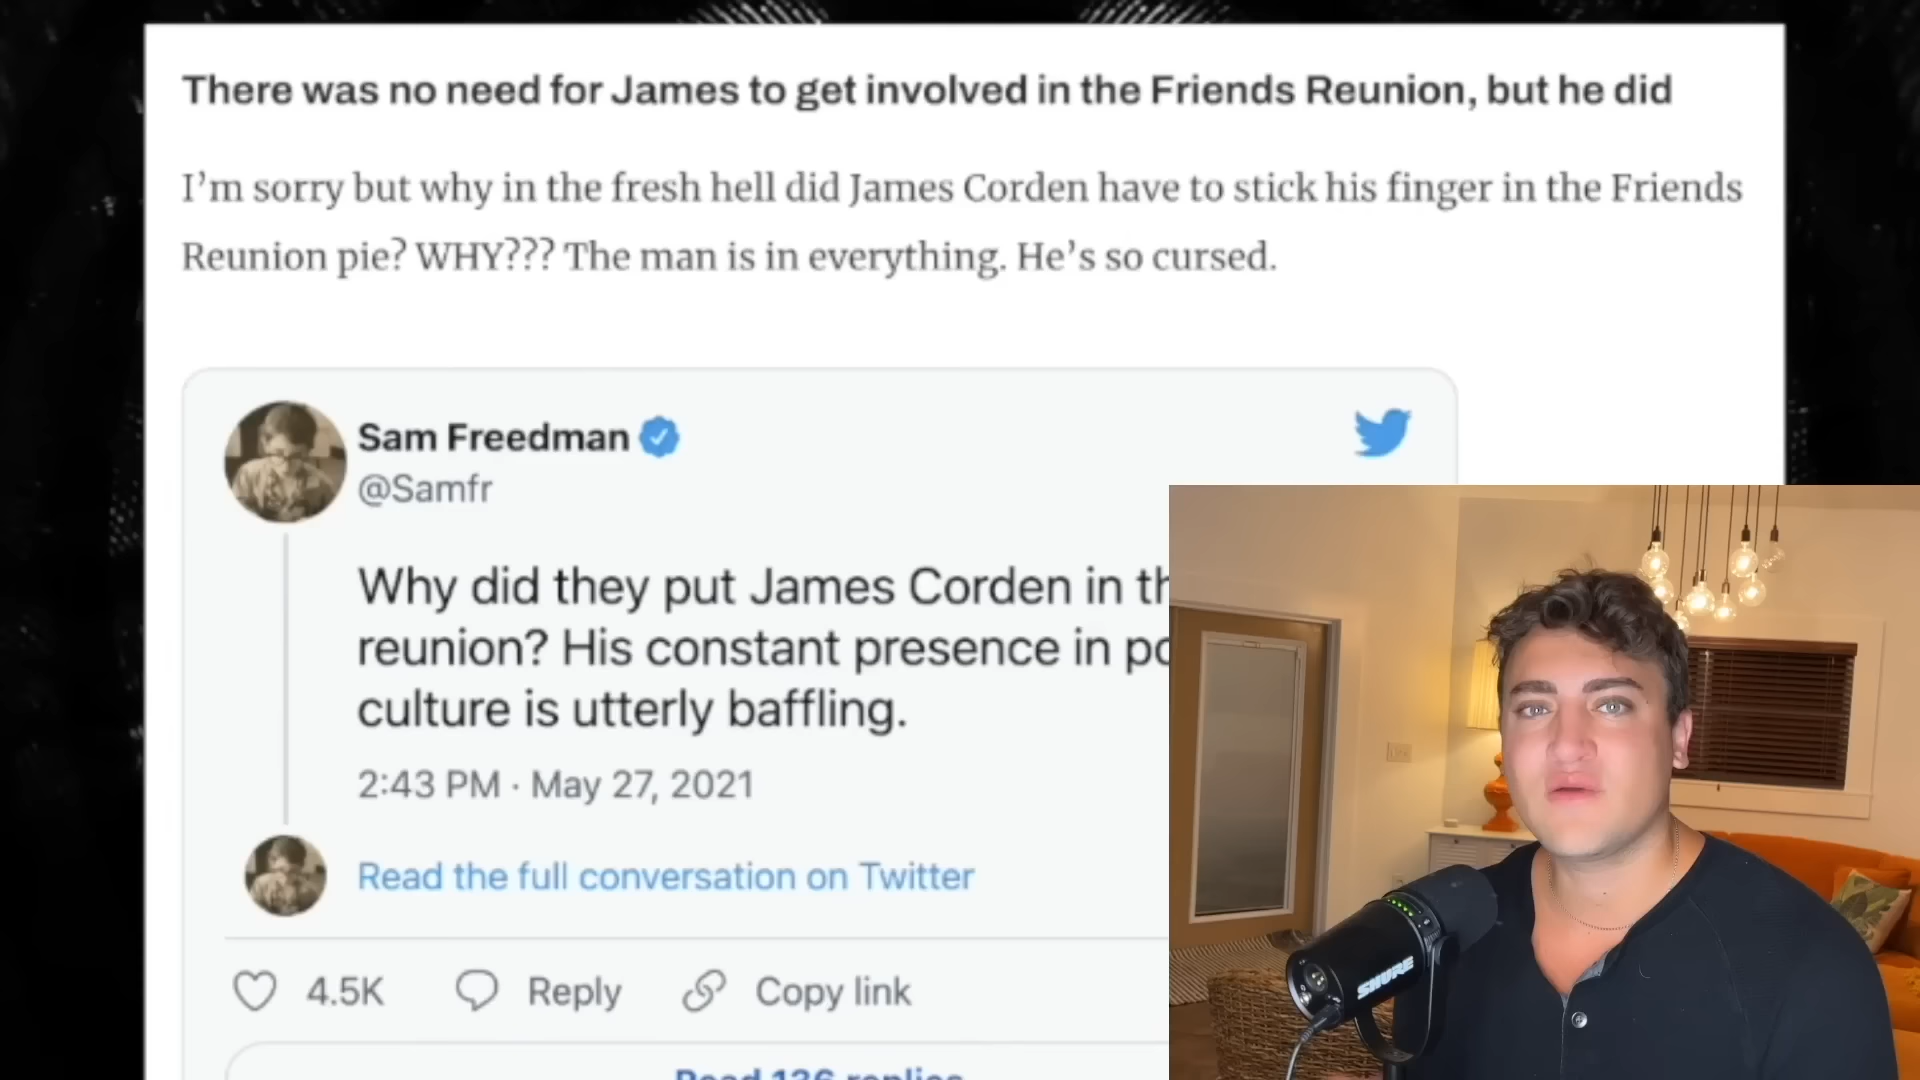 There was no need for James to get involved in the Friends Reunion, but he did
I’m sorry but why in the fresh hell did James Corden have to stick his finger in the Friends
Reunion pie? WHY??? The man is in everything. He’s so cursed.
Sam Freedman
@Samfr
Why did they put James Corden in th
reunion? His constant presence in po
culture is utterly baffling.
2:43 PM · May 27, 2021
Read the full conversation on Twitter
4.5K Reply Copy link
Read 136 replies
SHURE